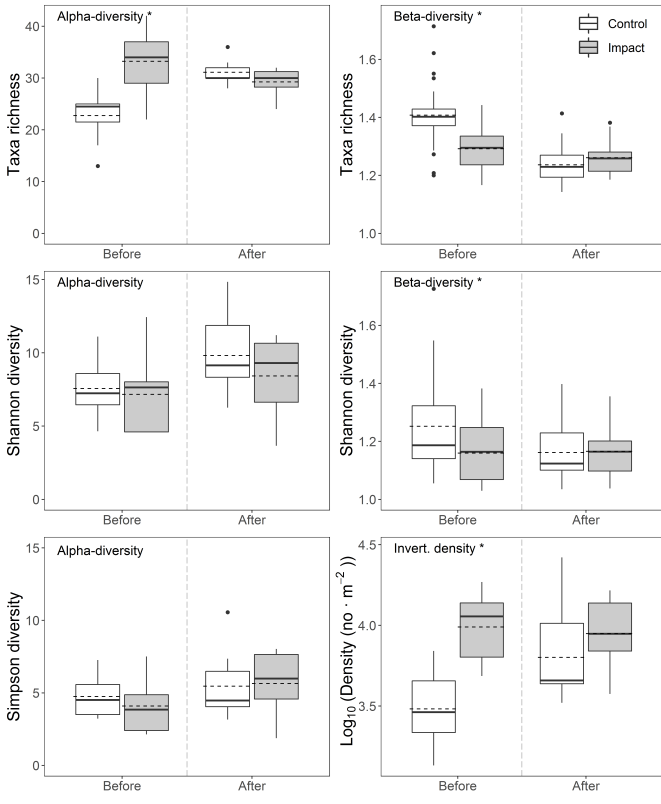 Alpha-diversity *
Taxa richness
40
30
20
10
0
Before
After
Beta-diversity *
Control
Impact
Taxa richness
1.6
1.4
1.2
1.0
Before
After
Alpha-diversity
Shannon diversity
15
10
5
0
Before
After
Beta-diversity *
Shannon diversity
1.6
1.4
1.2
1.0
Before
After
Alpha-diversity
Simpson diversity
15
10
5
0
Before
After
Invert. density *
Log₁₀ (Density (no · m⁻² ))
4.5
4.0
3.5
Before
After